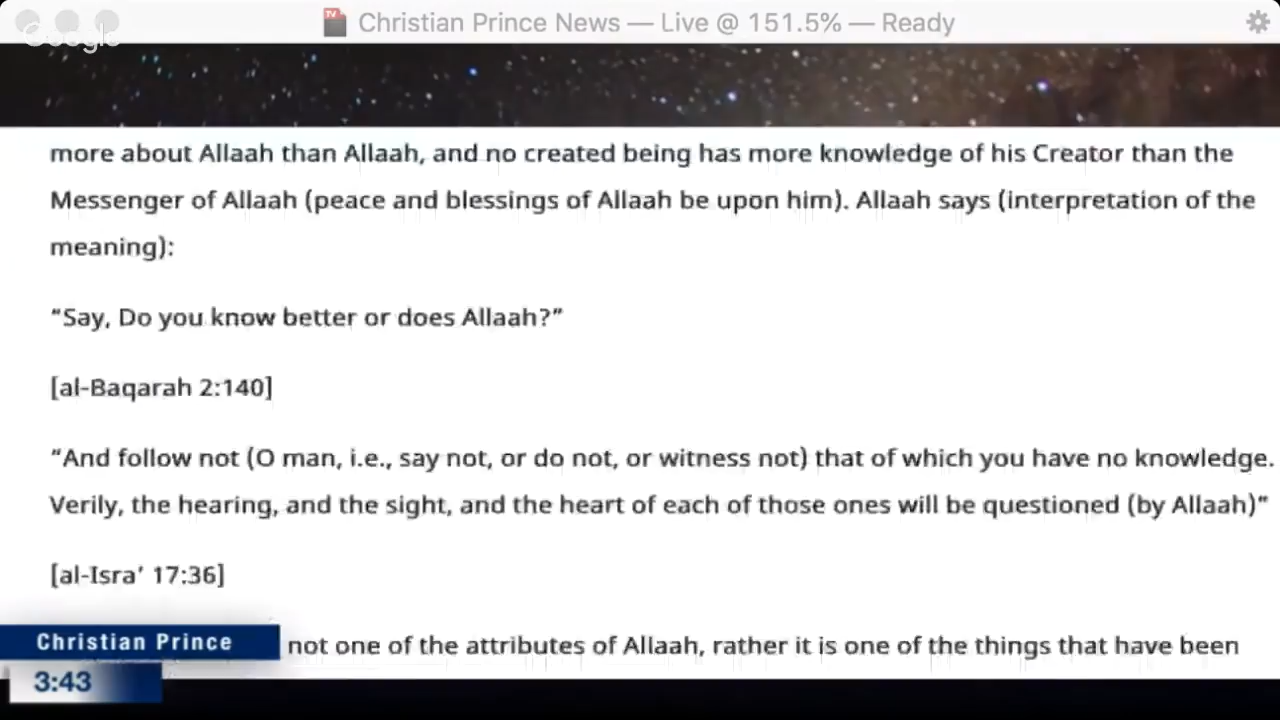 Christian Prince News — Live @ 151.5% — Ready
Google
more about Allaah than Allaah, and no created being has more knowledge of his Creator than the
Messenger of Allaah (peace and blessings of Allaah be upon him). Allaah says (interpretation of the
meaning):
“Say, Do you know better or does Allaah?”
[al-Baqarah 2:140]
“And follow not (O man, i.e., say not, or do not, or witness not) that of which you have no knowledge.
Verily, the hearing, and the sight, and the heart of each of those ones will be questioned (by Allaah)”
[al-Isra’ 17:36]
not one of the attributes of Allaah, rather it is one of the things that have been
Christian Prince
3:43